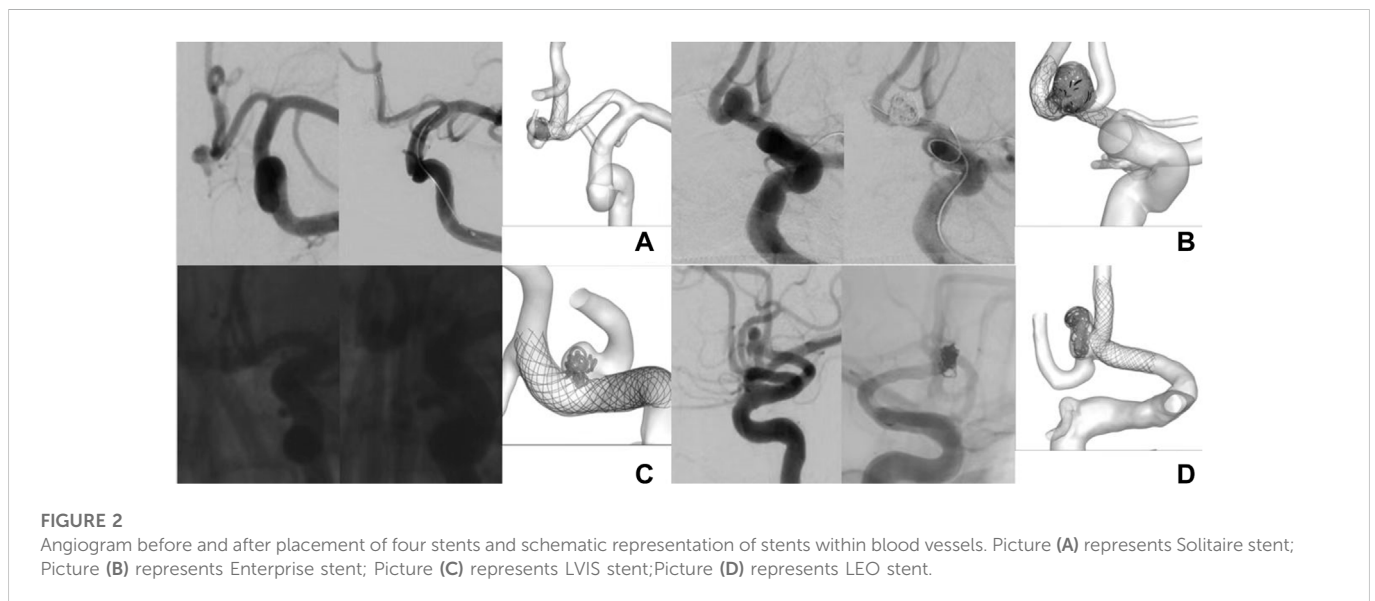 A
B
C
D
FIGURE 2
Angiogram before and after placement of four stents and schematic representation of stents within blood vessels. Picture (A) represents Solitaire stent;
Picture (B) represents Enterprise stent; Picture (C) represents LVIS stent;Picture (D) represents LEO stent.